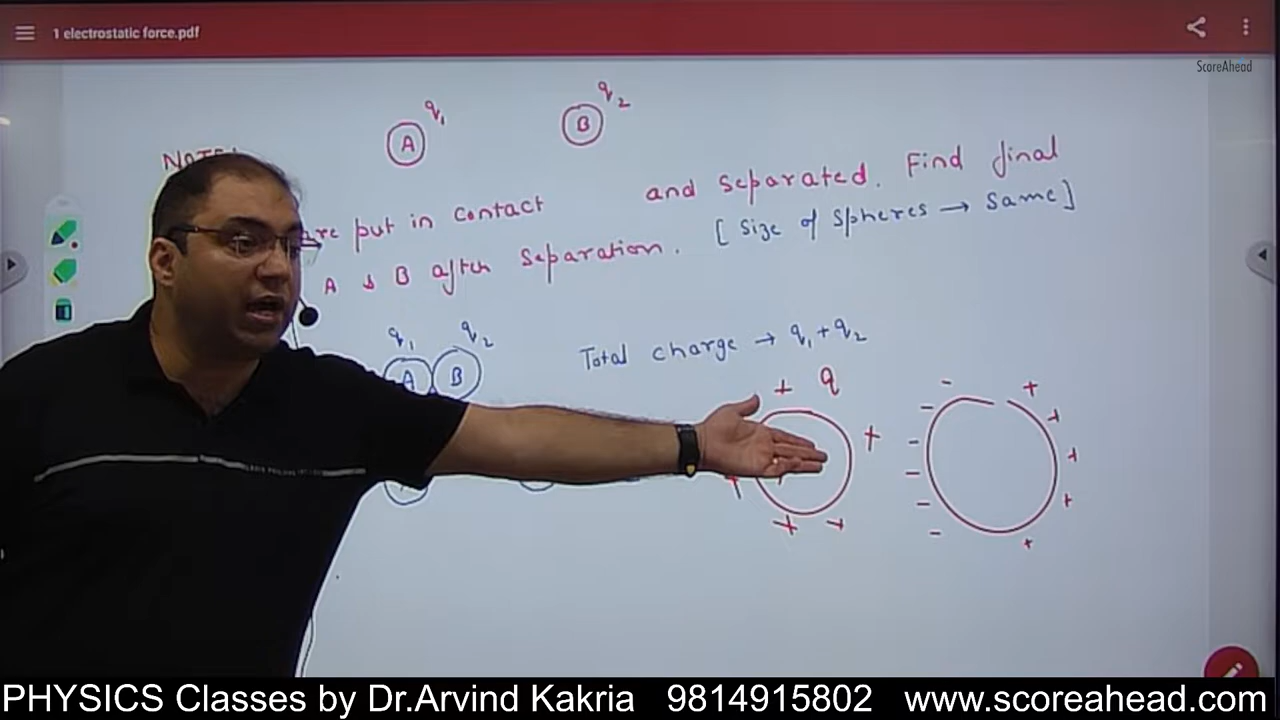 1 electrostatic force.pdf
ScoreAhead
q1 q2
A B
NOTE:
are put in contact and separated. Find final
A & B after separation. [Size of Spheres → Same]
q1 q2
A B Total charge → q1+q2
+ q - +
- +
+ - +
- +
- +
+ + - +
PHYSICS Classes by Dr.Arvind Kakria 9814915802 www.scoreahead.com